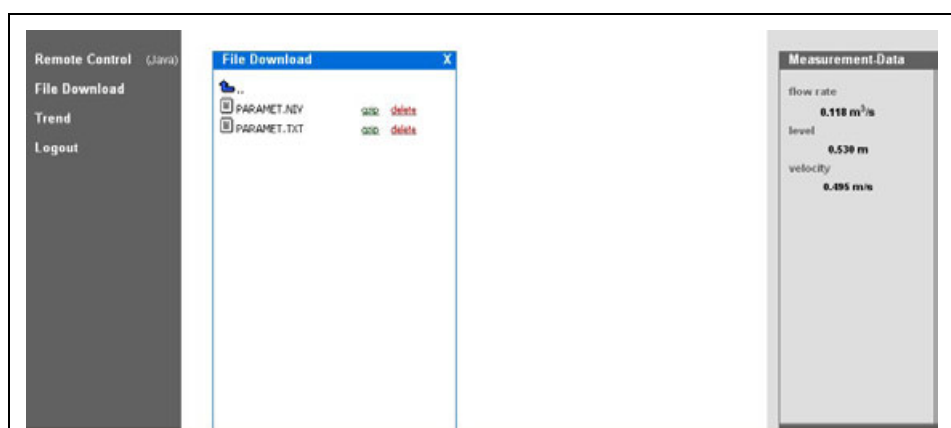 Remote Control (Java)
File Download
Trend
Logout
File Download X
..
PARAMET.NIV gzip delete
PARAMET.TXT gzip delete
Measurement-Data
flow rate
0.118 m³/s
level
0.530 m
velocity
0.495 m/s